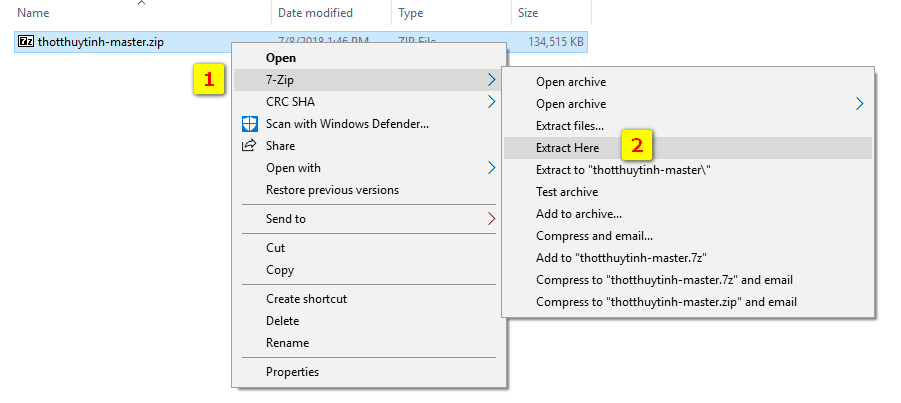 Name Date modified Type Size
7z thotthuytinh-master.zip 7/8/2018 1:46 PM ZIP File 134,515 KB
Open
1
7-Zip
CRC SHA
Scan with Windows Defender...
Share
Open with
Restore previous versions
Send to
Cut
Copy
Create shortcut
Delete
Rename
Properties
Open archive
Open archive
Extract files...
Extract Here
2
Extract to "thotthuytinh-master\"
Test archive
Add to archive...
Compress and email...
Add to "thotthuytinh-master.7z"
Compress to "thotthuytinh-master.7z" and email
Compress to "thotthuytinh-master.zip" and email